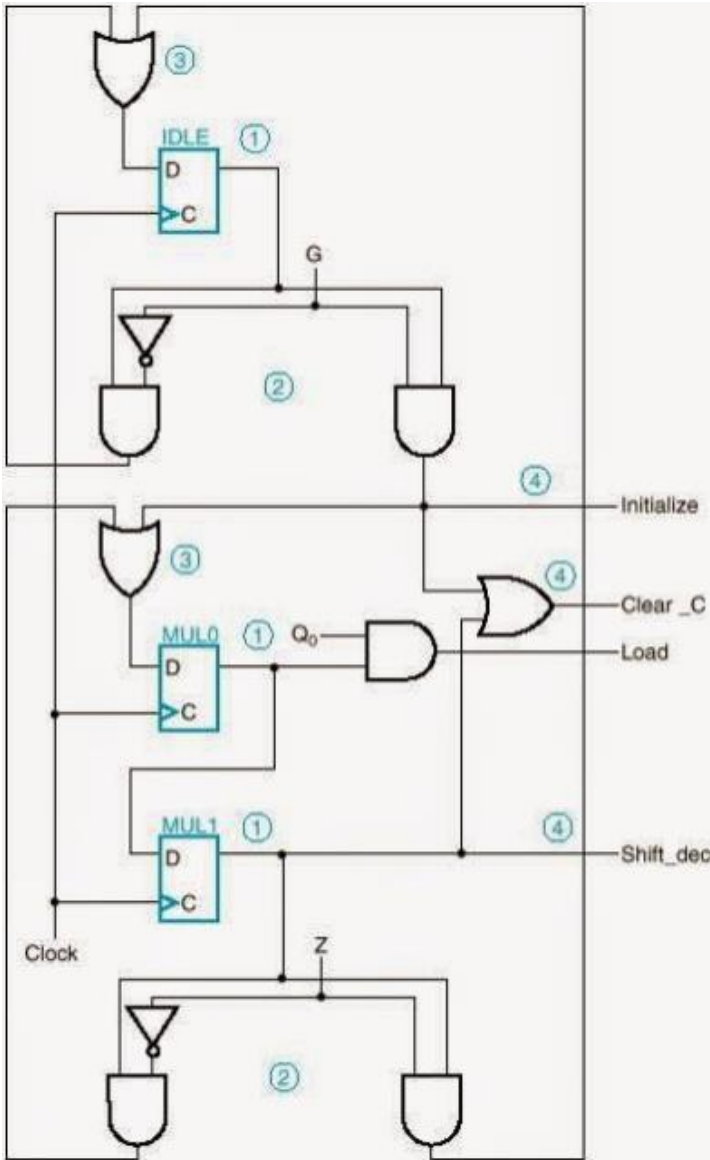 ③
IDLE
①
D
C
G
②
④
Initialize
③
④
Clear _C
MUL0
①
Q₀
Load
D
C
MUL1
①
④
D
Shift_dec
C
Clock
Z
②